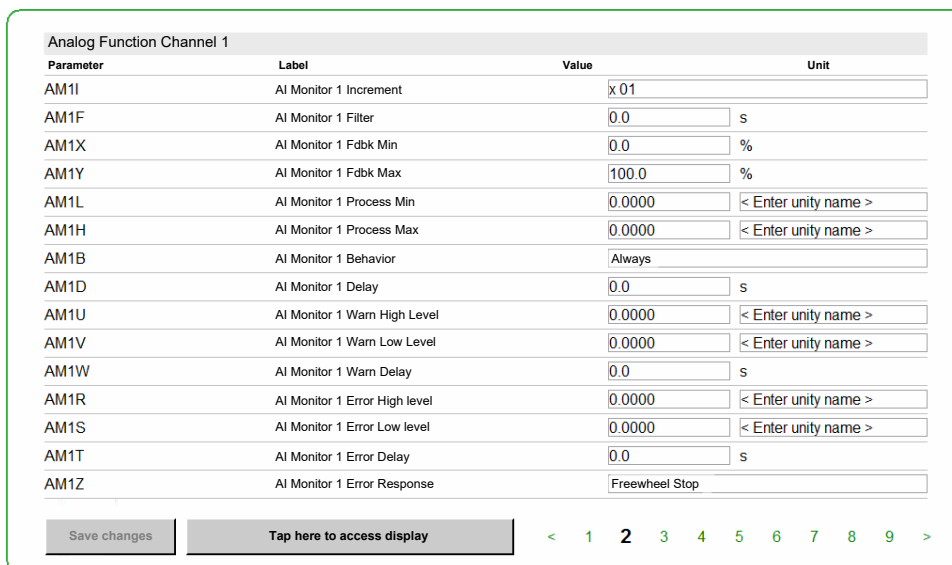 Analog Function Channel 1
Parameter Label Value Unit
AM1I AI Monitor 1 Increment x 01
AM1F AI Monitor 1 Filter 0.0 s
AM1X AI Monitor 1 Fdbk Min 0.0 %
AM1Y AI Monitor 1 Fdbk Max 100.0 %
AM1L AI Monitor 1 Process Min 0.0000 < Enter unity name >
AM1H AI Monitor 1 Process Max 0.0000 < Enter unity name >
AM1B AI Monitor 1 Behavior Always
AM1D AI Monitor 1 Delay 0.0 s
AM1U AI Monitor 1 Warn High Level 0.0000 < Enter unity name >
AM1V AI Monitor 1 Warn Low Level 0.0000 < Enter unity name >
AM1W AI Monitor 1 Warn Delay 0.0 s
AM1R AI Monitor 1 Error High level 0.0000 < Enter unity name >
AM1S AI Monitor 1 Error Low level 0.0000 < Enter unity name >
AM1T AI Monitor 1 Error Delay 0.0 s
AM1Z AI Monitor 1 Error Response Freewheel Stop
Save changes Tap here to access display < 1 2 3 4 5 6 7 8 9 >